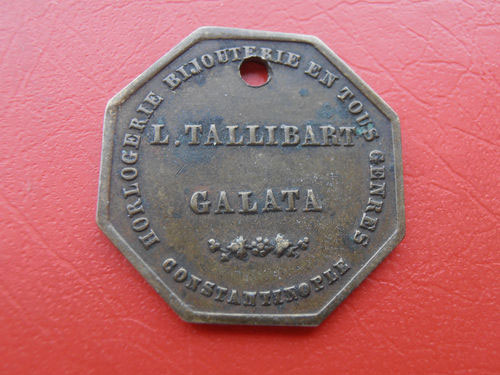 HORLOGERIE BIJOUTERIE EN TOUS GENRES
L. TALLIBART
GALATA
CONSTANTINOPLE